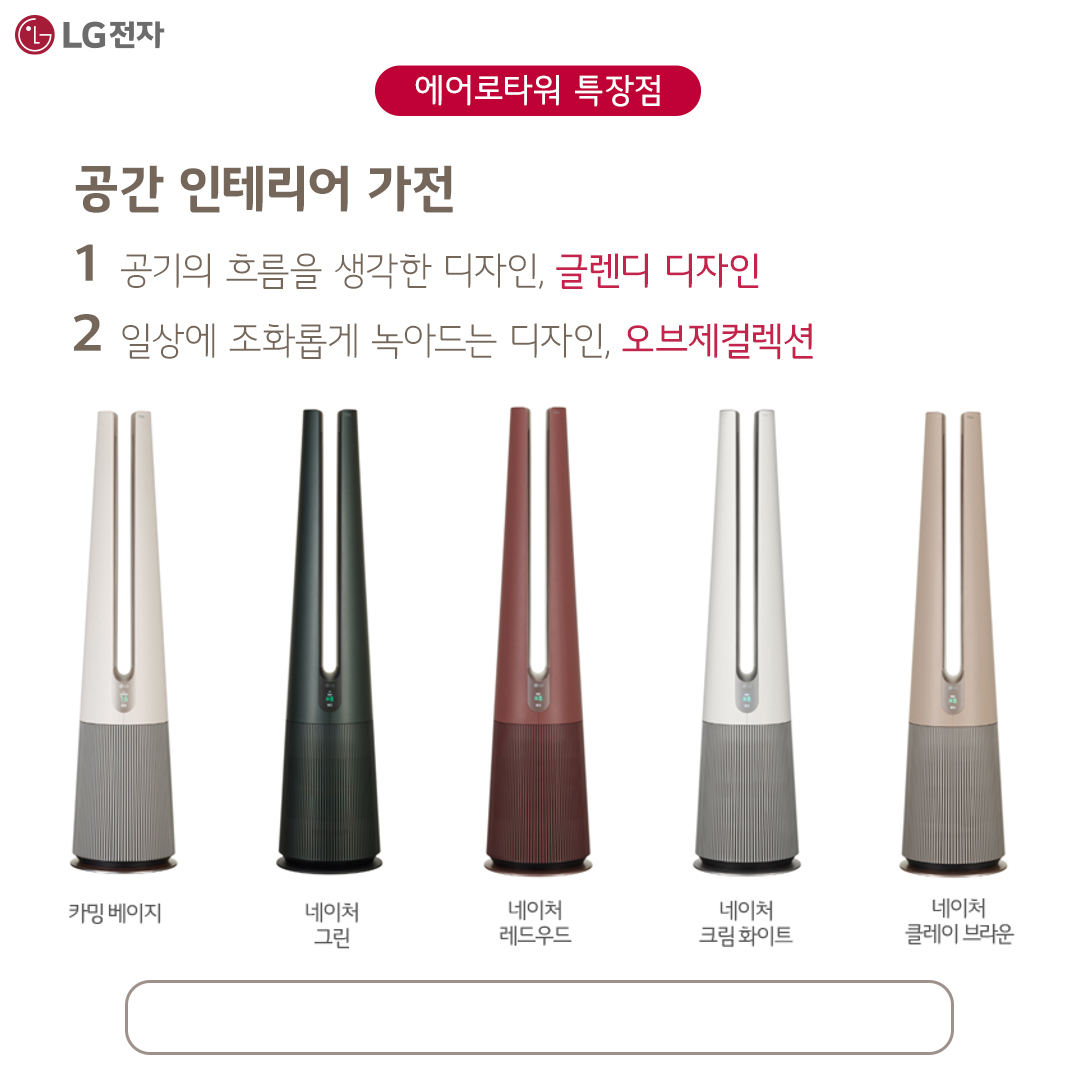 LG전자
에어로타워 특장점
공간 인테리어 가전
1 공기의 흐름을 생각한 디자인, 글렌디 디자인
2 일상에 조화롭게 녹아드는 디자인, 오브제컬렉션
카밍 베이지
네이처
그린
네이처
레드우드
네이처
크림 화이트
네이처
클레이 브라운